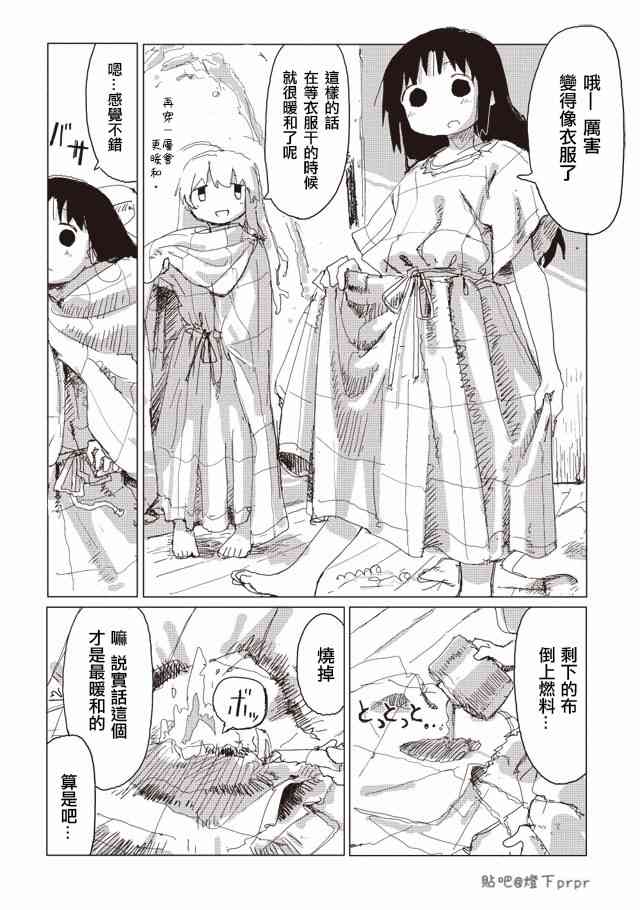 哦— 厲害
變得像衣服了
這樣的話
在等衣服干的時候
就很暖和了呢
再穿一層會
更暖和。
嗯…感覺不錯
剩下的布
倒上燃料…
とっとっと。。
燒掉
ボッ
嘛 説實話這個
才是最暖和的
算是吧…
貼吧@燈下prpr